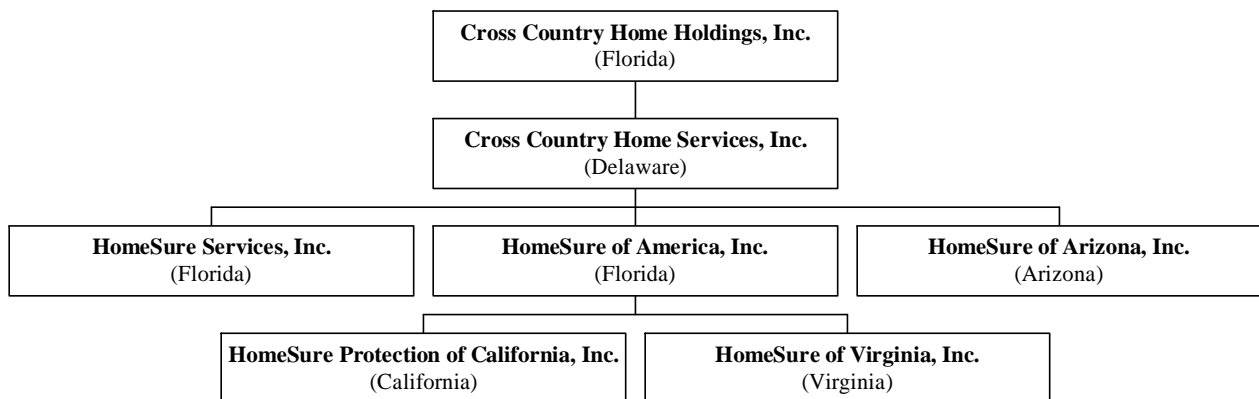 Cross Country Home Holdings, Inc.
(Florida)
Cross Country Home Services, Inc.
(Delaware)
HomeSure Services, Inc.
(Florida)
HomeSure of America, Inc.
(Florida)
HomeSure of Arizona, Inc.
(Arizona)
HomeSure Protection of California, Inc.
(California)
HomeSure of Virginia, Inc.
(Virginia)